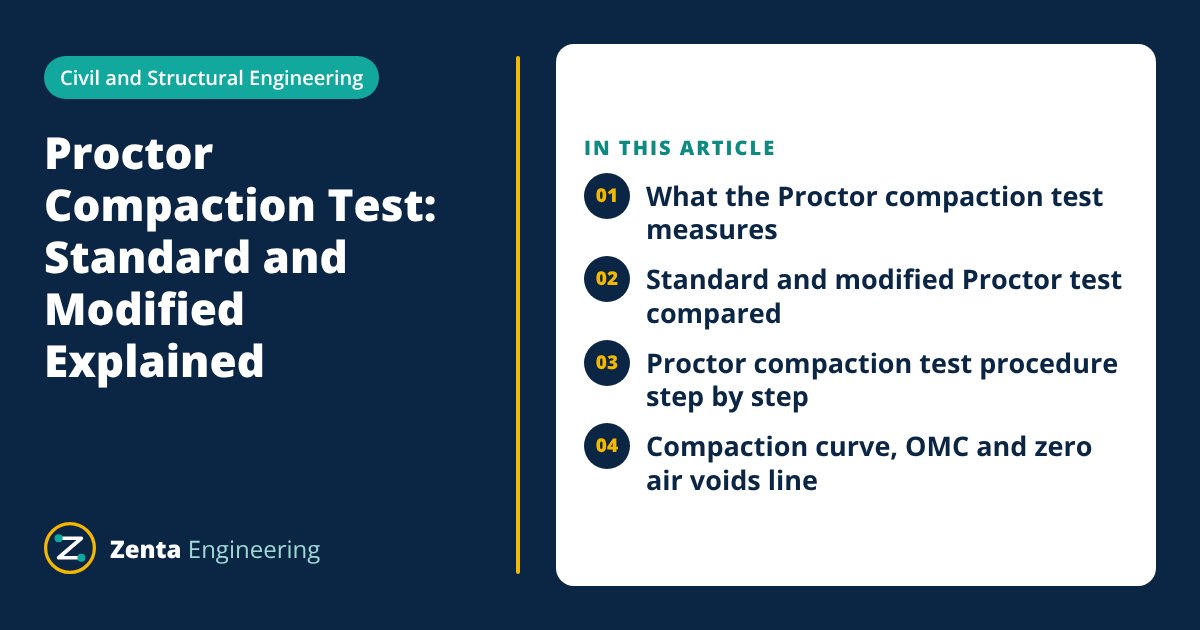 Civil and Structural Engineering
Proctor
Compaction Test:
Standard and
Modified
Explained
Zenta Engineering
IN THIS ARTICLE
01 What the Proctor compaction test
measures
02 Standard and modified Proctor test
compared
03 Proctor compaction test procedure
step by step
04 Compaction curve, OMC and zero
air voids line